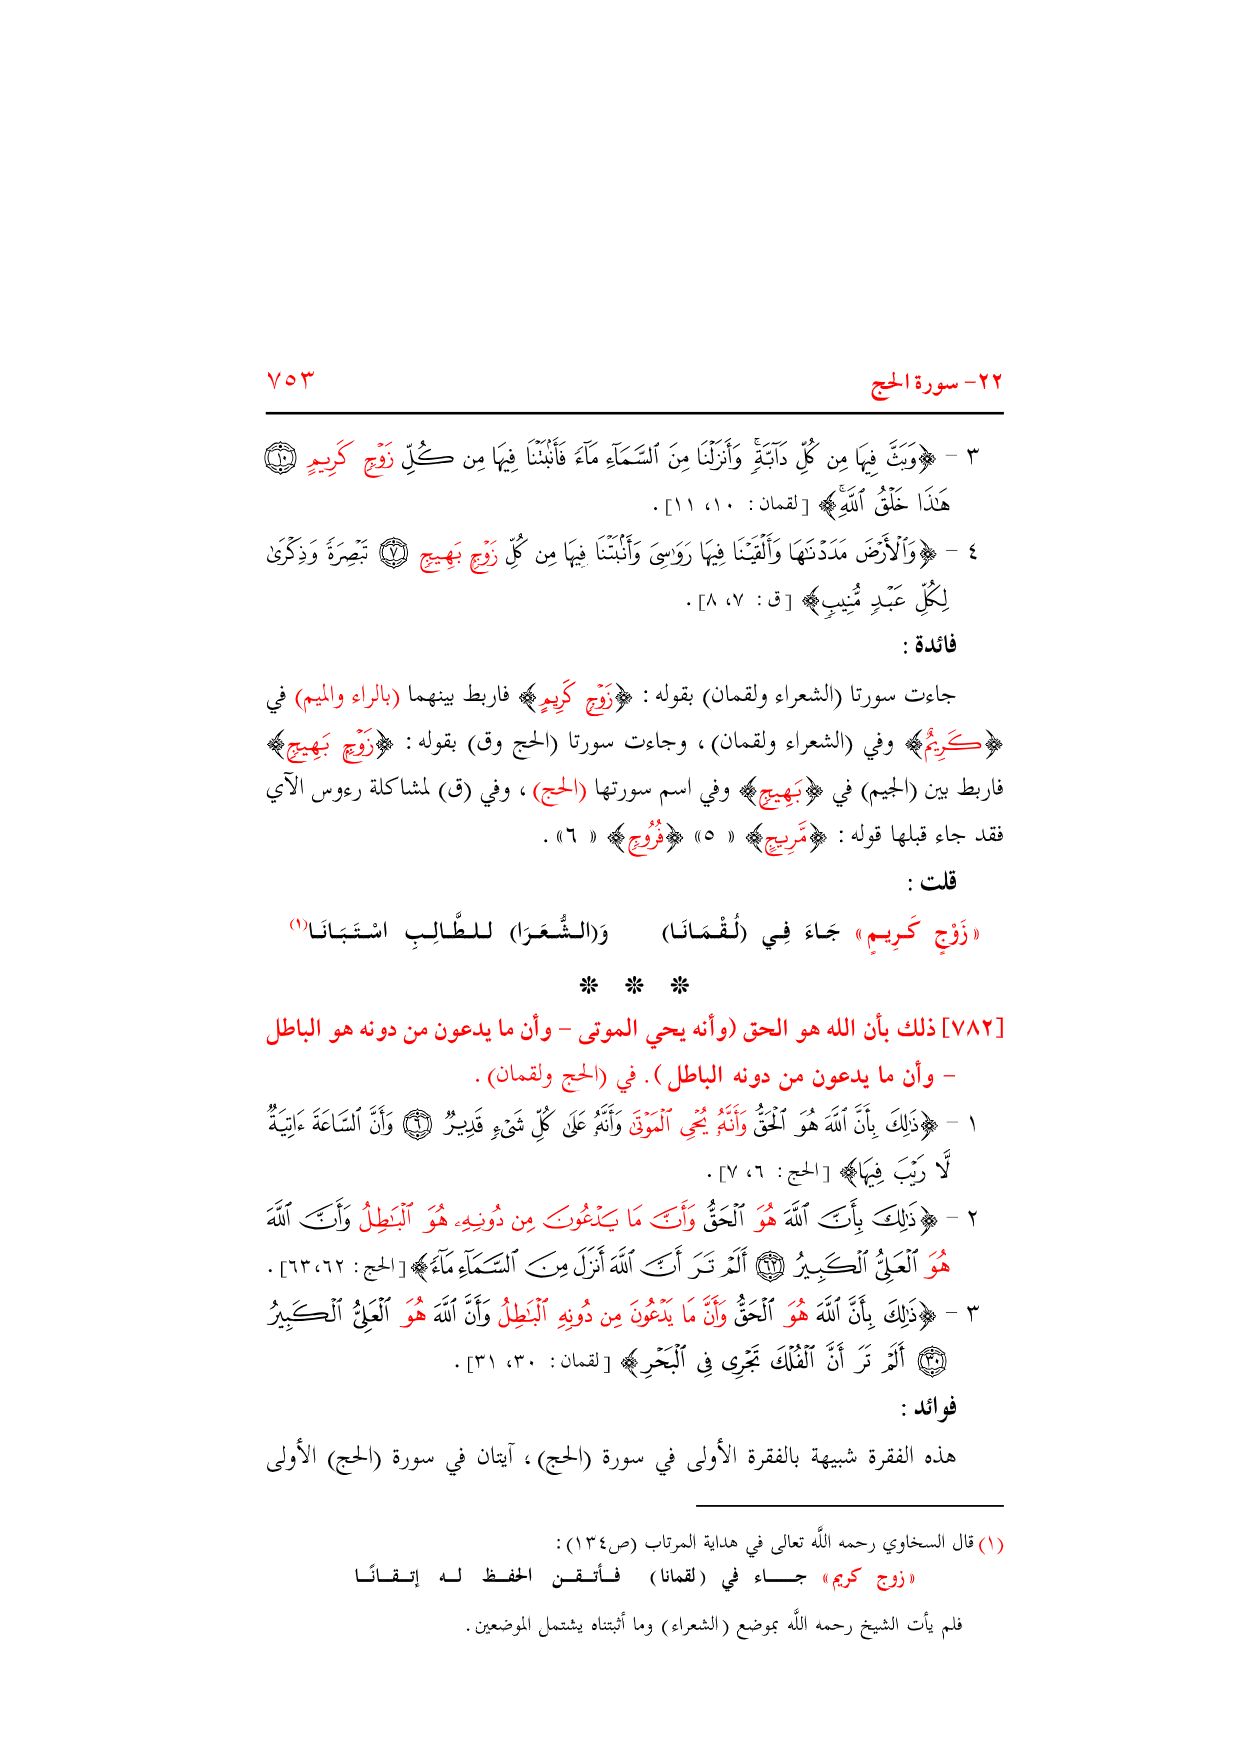 ٢٢- سورة الحج ٧٥٣
٣ - ﴿وَبَثَّ فِيهَا مِن كُلِّ دَآبَّةٖۚ وَأَنزَلۡنَا مِنَ ٱلسَّمَآءِ مَآءٗ فَأَنۢبَتۡنَا فِيهَا مِن كُلِّ زَوۡجٖ كَرِيمٍ ۝١٠
هَٰذَا خَلۡقُ ٱللَّهِۚ﴾ [لقمان : ١٠، ١١].
٤ - ﴿وَٱلۡأَرۡضَ مَدَدۡنَٰهَا وَأَلۡقَيۡنَا فِيهَا رَوَٰسِيَ وَأَنۢبَتۡنَا فِيهَا مِن كُلِّ زَوۡجِۭ بَهِيجٖ ۝٧ تَبۡصِرَةٗ وَذِكۡرَىٰ
لِكُلِّ عَبۡدٖ مُّنِيبٖ﴾ [ق : ٧، ٨].
فائدة :
جاءت سورتا (الشعراء ولقمان) بقوله : ﴿زَوۡجٖ كَرِيمٍ﴾ فاربط بينهما (بالراء والميم) في
﴿كَرِيمٌ﴾ وفي (الشعراء ولقمان)، وجاءت سورتا (الحج وق) بقوله : ﴿زَوۡجِۭ بَهِيجٖ﴾
فاربط بين (الجيم) في ﴿بَهِيجٖ﴾ وفي اسم سورتها (الحج)، وفي (ق) لمشاكلة رءوس الآي
فقد جاء قبلها قوله : ﴿مَّرِيجٍ﴾ «٥» ﴿فُرُوجٖ﴾ «٦».
قلت :
«زَوْجٍ كَرِيمٍ» جَاءَ فِي (لُقْمَانَا) وَ(الشُّعَرَا) لِلطَّالِبِ اسْتَبَانَا(١)
* * *
[٧٨٢] ذلك بأن الله هو الحق (وأنه يحي الموتى - وأن ما يدعون من دونه هو الباطل
- وأن ما يدعون من دونه الباطل). في (الحج ولقمان).
١ - ﴿ذَٰلِكَ بِأَنَّ ٱللَّهَ هُوَ ٱلۡحَقُّ وَأَنَّهُۥ يُحۡيِ ٱلۡمَوۡتَىٰ وَأَنَّهُۥ عَلَىٰ كُلِّ شَيۡءٖ قَدِيرٞ ۝٦ وَأَنَّ ٱلسَّاعَةَ ءَاتِيَةٞ
لَّا رَيۡبَ فِيهَا﴾ [الحج : ٦، ٧].
٢ - ﴿ذَٰلِكَ بِأَنَّ ٱللَّهَ هُوَ ٱلۡحَقُّ وَأَنَّ مَا يَدۡعُونَ مِن دُونِهِۦ هُوَ ٱلۡبَٰطِلُ وَأَنَّ ٱللَّهَ
هُوَ ٱلۡعَلِيُّ ٱلۡكَبِيرُ ۝٦٢ أَلَمۡ تَرَ أَنَّ ٱللَّهَ أَنزَلَ مِنَ ٱلسَّمَآءِ مَآءٗ﴾ [الحج : ٦٢، ٦٣].
٣ - ﴿ذَٰلِكَ بِأَنَّ ٱللَّهَ هُوَ ٱلۡحَقُّ وَأَنَّ مَا يَدۡعُونَ مِن دُونِهِ ٱلۡبَٰطِلُ وَأَنَّ ٱللَّهَ هُوَ ٱلۡعَلِيُّ ٱلۡكَبِيرُ
۝٣٠ أَلَمۡ تَرَ أَنَّ ٱلۡفُلۡكَ تَجۡرِي فِي ٱلۡبَحۡرِ﴾ [لقمان : ٣٠، ٣١].
فوائد :
هذه الفقرة شبيهة بالفقرة الأولى في سورة (الحج)، آيتان في سورة (الحج) الأولى
(١) قال السخاوي رحمه اللَّه تعالى في هداية المرتاب (ص١٣٤) :
«زوج كريم» جاء في (لقمانا) فأتقن الحفظ له إتقانًا
فلم يأت الشيخ رحمه اللَّه بموضع (الشعراء) وما أثبتناه يشتمل الموضعين.